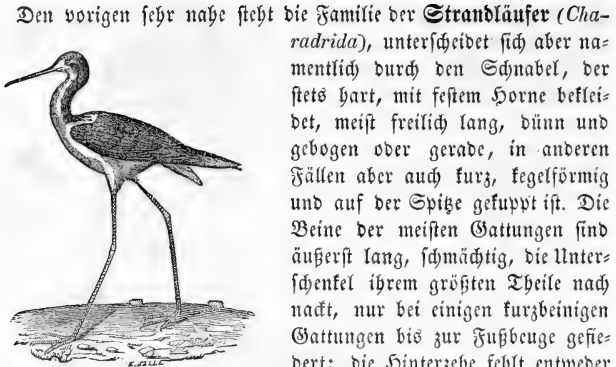 Den vorigen sehr nahe steht die Familie der Strandläufer (Cha-
radrida), unterscheidet sich aber na-
mentlich durch den Schnabel, der
stets hart, mit festem Horne beklei-
det, meist freilich lang, dünn und
gebogen oder gerade, in anderen
Fällen aber auch kurz, kegelförmig
und auf der Spitze gekuppt ist. Die
Beine der meisten Gattungen sind
äußerst lang, schmächtig, die Unter-
schenkel ihrem größten Theile nach
nackt, nur bei einigen kurzbeinigen
Gattungen bis zur Fußbeuge gefie-
dert; die Hinterzehe fehlt entweder